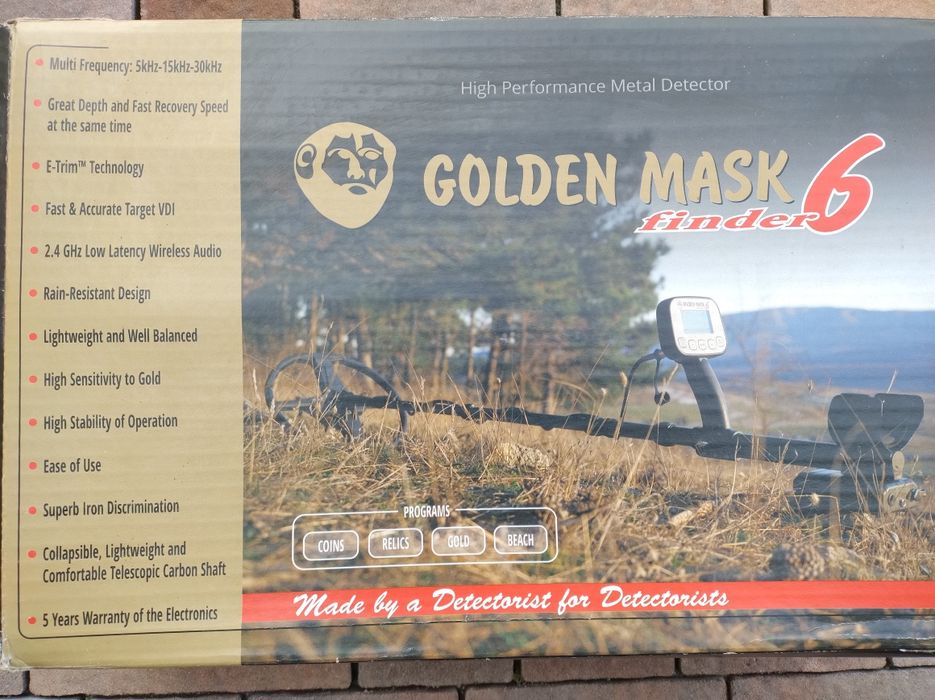 Multi Frequency: 5kHz-15kHz-30kHz
Great Depth and Fast Recovery Speed
at the same time
E-Trim™ Technology
Fast & Accurate Target VDI
2.4 GHz Low Latency Wireless Audio
Rain-Resistant Design
Lightweight and Well Balanced
High Sensitivity to Gold
High Stability of Operation
Ease of Use
Superb Iron Discrimination
Collapsible, Lightweight and
Comfortable Telescopic Carbon Shaft
5 Years Warranty of the Electronics
High Performance Metal Detector
GOLDEN MASK 6
finder
PROGRAMS
COINS RELICS GOLD BEACH
Made by a Detectorist for Detectorists